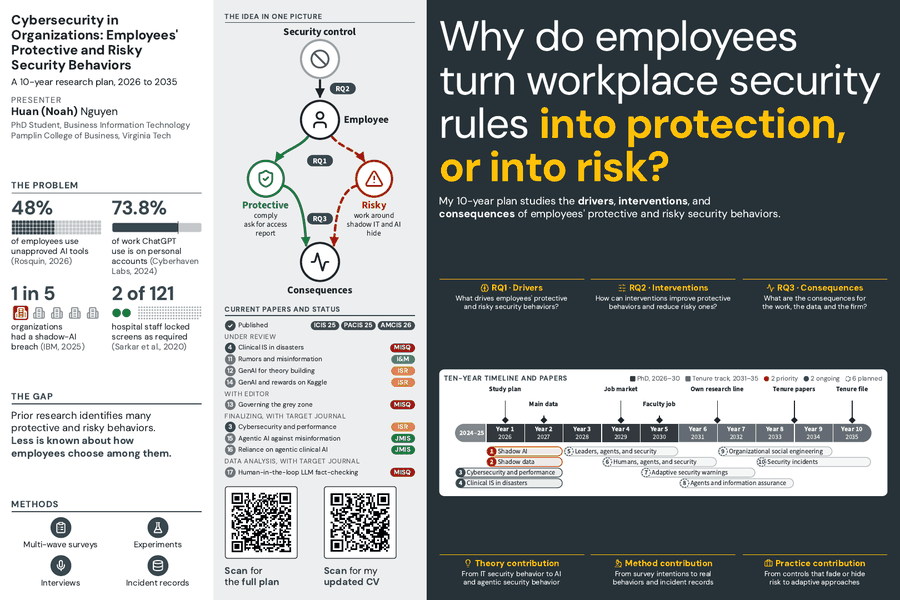 Cybersecurity in
Organizations: Employees'
Protective and Risky
Security Behaviors
A 10-year research plan, 2026 to 2035
PRESENTER
Huan (Noah) Nguyen
PhD Student, Business Information Technology
Pamplin College of Business, Virginia Tech
THE PROBLEM
48%
of employees use
unapproved AI tools
(Rosquin, 2026)
73.8%
of work ChatGPT
use is on personal
accounts (Cyberhaven
Labs, 2024)
1 in 5
organizations
had a shadow-AI
breach (IBM, 2025)
2 of 121
hospital staff locked
screens as required
(Sarkar et al., 2020)
THE GAP
Prior research identifies many
protective and risky behaviors.
Less is known about how
employees choose among them.
METHODS
Multi-wave surveys
Experiments
Interviews
Incident records
THE IDEA IN ONE PICTURE
Security control
RQ2
Employee
RQ1
Protective
comply
ask for access
report
Risky
work around
shadow IT and AI
hide
RQ3
Consequences
CURRENT PAPERS AND STATUS
Published ICIS 25 PACIS 25 AMCIS 26
UNDER REVIEW
4 Clinical IS in disasters MISQ
11 Rumors and misinformation I&M
12 GenAI for theory building ISR
14 GenAI and rewards on Kaggle ISR
WITH EDITOR
13 Governing the grey zone MISQ
FINALIZING, WITH TARGET JOURNAL
3 Cybersecurity and performance ISR
15 Agentic AI against misinformation JMIS
16 Reliance on agentic clinical AI JMIS
DATA ANALYSIS, WITH TARGET JOURNAL
17 Human-in-the-loop LLM fact-checking MISQ
Scan for
the full plan
Scan for my
updated CV
Why do employees
turn workplace security
rules into protection,
or into risk?
My 10-year plan studies the drivers, interventions, and
consequences of employees' protective and risky security behaviors.
RQ1 · Drivers
What drives employees' protective
and risky security behaviors?
RQ2 · Interventions
How can interventions improve protective
behaviors and reduce risky ones?
RQ3 · Consequences
What are the consequences for
the work, the data, and the firm?
TEN-YEAR TIMELINE AND PAPERS
PhD, 2026–30 Tenure track, 2031–35 2 priority 2 ongoing 6 planned
Study plan
Main data
Job market
Faculty job
Own research line
Tenure papers
Tenure file
2024–25
Year 1
2026
Year 2
2027
Year 3
2028
Year 4
2029
Year 5
2030
Year 6
2031
Year 7
2032
Year 8
2033
Year 9
2034
Year 10
2035
1 Shadow AI
5 Leaders, agents, and security
9 Organizational social engineering
2 Shadow data
6 Humans, agents, and security
10 Security incidents
3 Cybersecurity and performance
7 Adaptive security warnings
4 Clinical IS in disasters
8 Agents and information assurance
Theory contribution
From IT security behavior to AI
and agentic security behavior
Method contribution
From survey intentions to real
behaviors and incident records
Practice contribution
From controls that fade or hide
risk to adaptive approaches